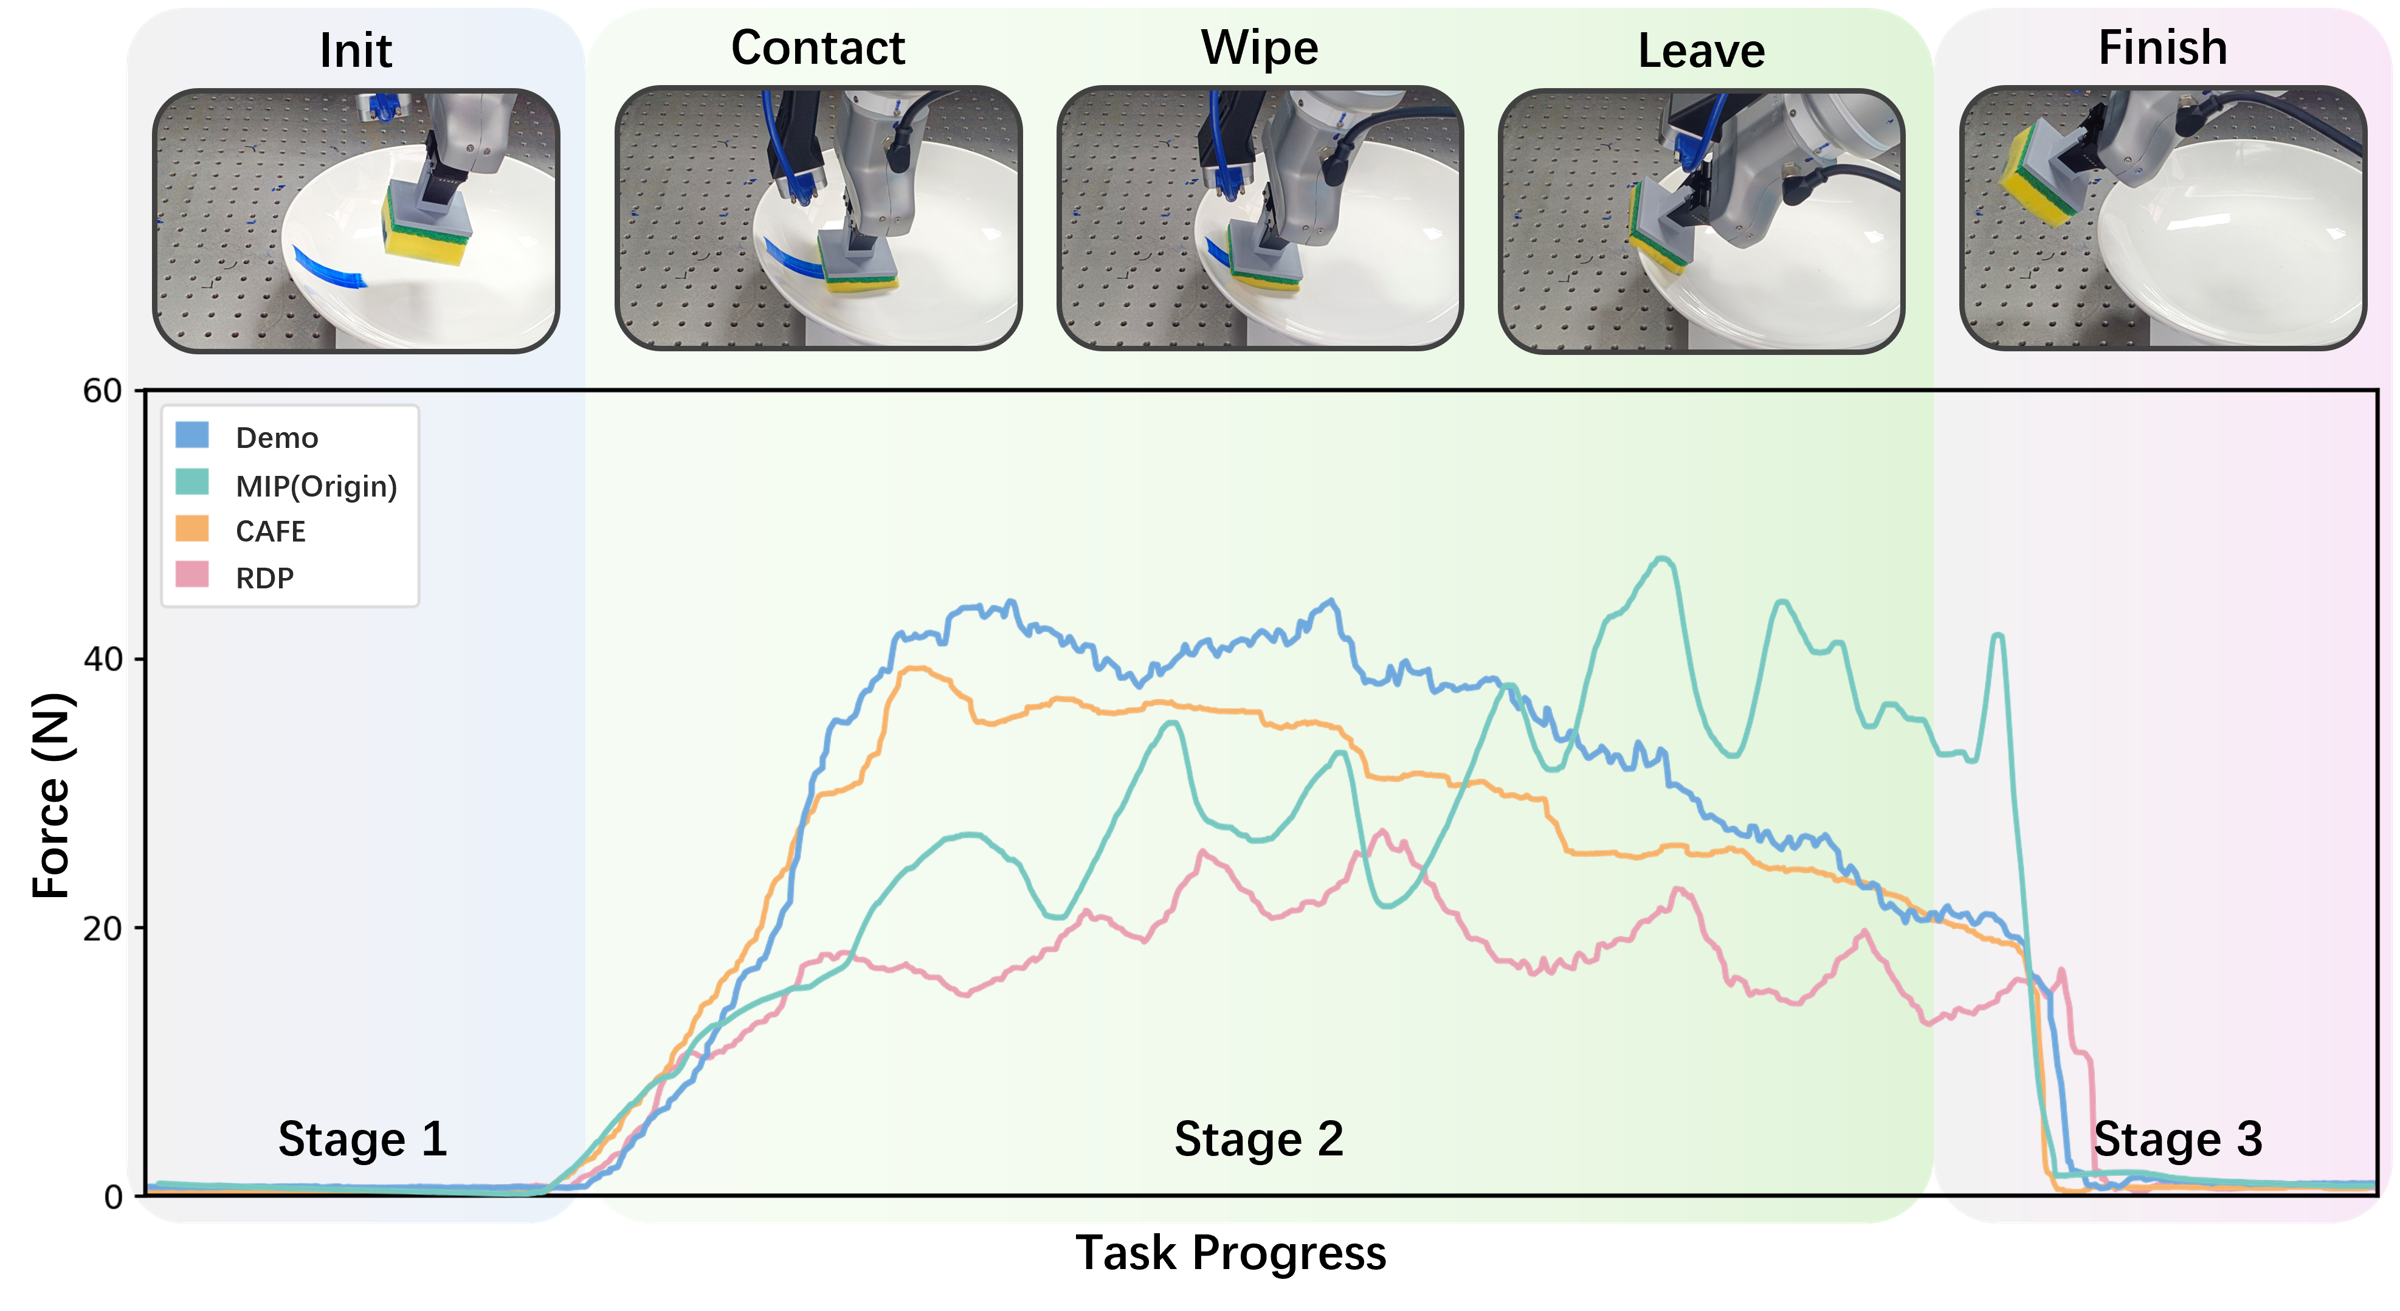 Init
Contact
Wipe
Leave
Finish
60
40
20
0
Force (N)
Demo
MIP(Origin)
CAFE
RDP
Stage 1
Stage 2
Stage 3
Task Progress